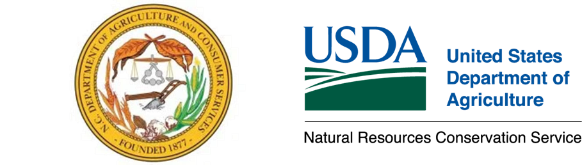 N.C. DEPARTMENT OF AGRICULTURE AND CONSUMER SERVICES
- FOUNDED 1877 -
USDA
United States
Department of
Agriculture
Natural Resources Conservation Service